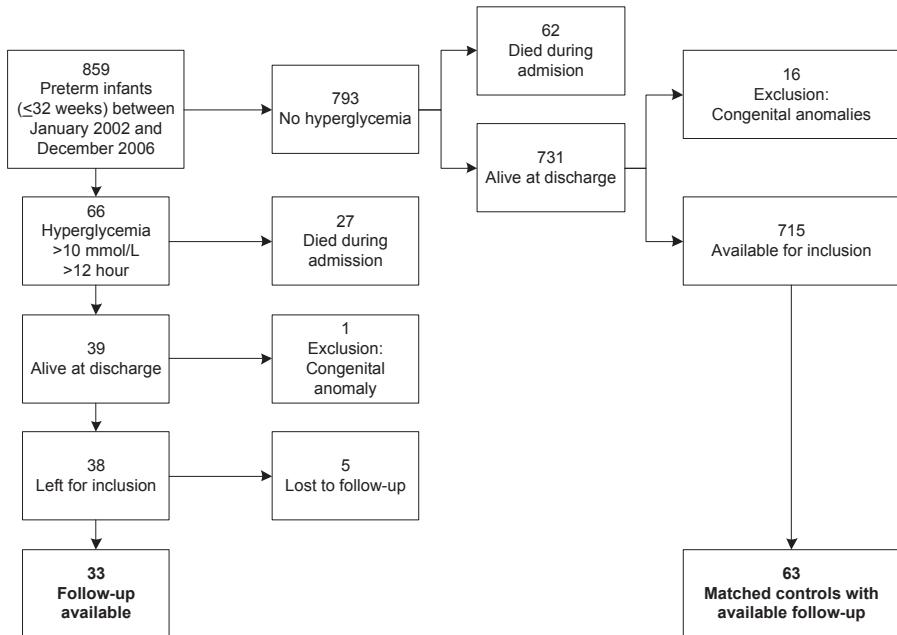 859
Preterm infants
(≤32 weeks) between
January 2002 and
December 2006
793
No hyperglycemia
62
Died during
admision
16
Exclusion:
Congenital anomalies
731
Alive at discharge
715
Available for inclusion
66
Hyperglycemia
>10 mmol/L
>12 hour
27
Died during
admission
39
Alive at discharge
1
Exclusion:
Congenital
anomaly
38
Left for inclusion
5
Lost to follow-up
33
Follow-up
available
63
Matched controls with
available follow-up